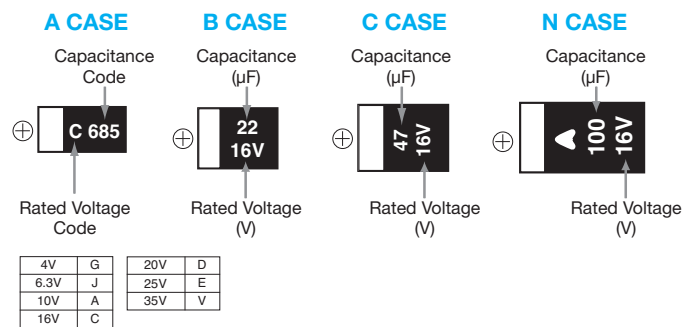 A CASE B CASE C CASE N CASE
Capacitance Code
Capacitance (µF)
Capacitance (µF)
Capacitance (µF)
C 685
22
16V
47
16V
100
16V
Rated Voltage Code
Rated Voltage (V)
Rated Voltage (V)
Rated Voltage (V)
4V G 20V D
6.3V J 25V E
10V A 35V V
16V C